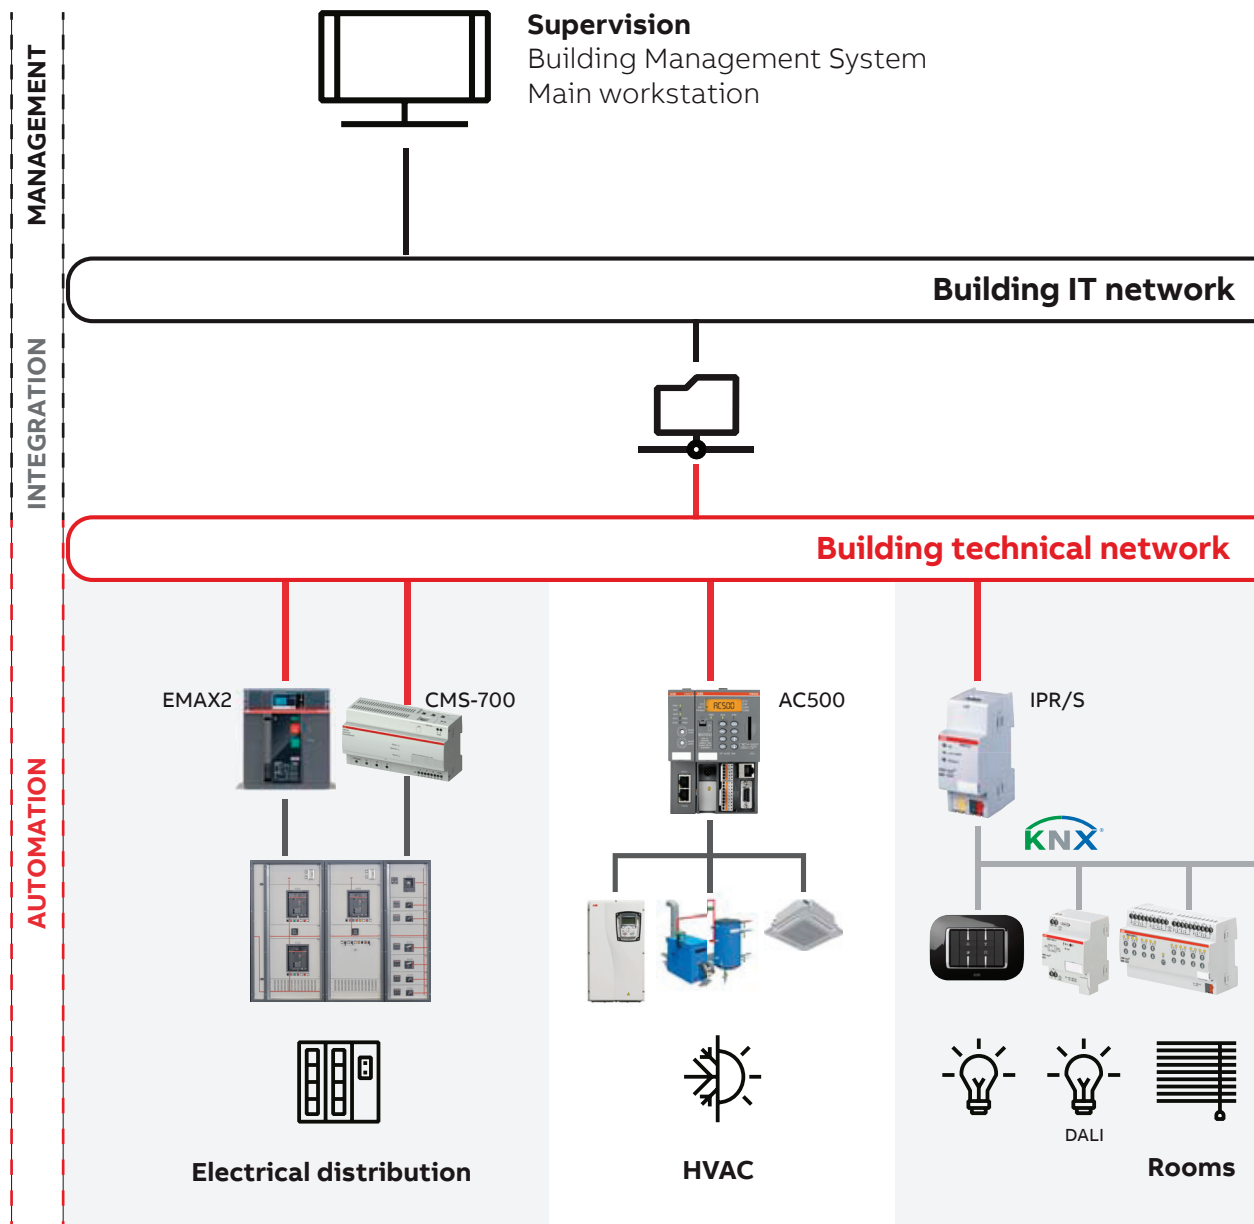 MANAGEMENT
Supervision
Building Management System
Main workstation
Building IT network
INTEGRATION
Building technical network
AUTOMATION
EMAX2
CMS-700
AC500
IPR/S
AC500
KNX
DALI
Electrical distribution
HVAC
Rooms